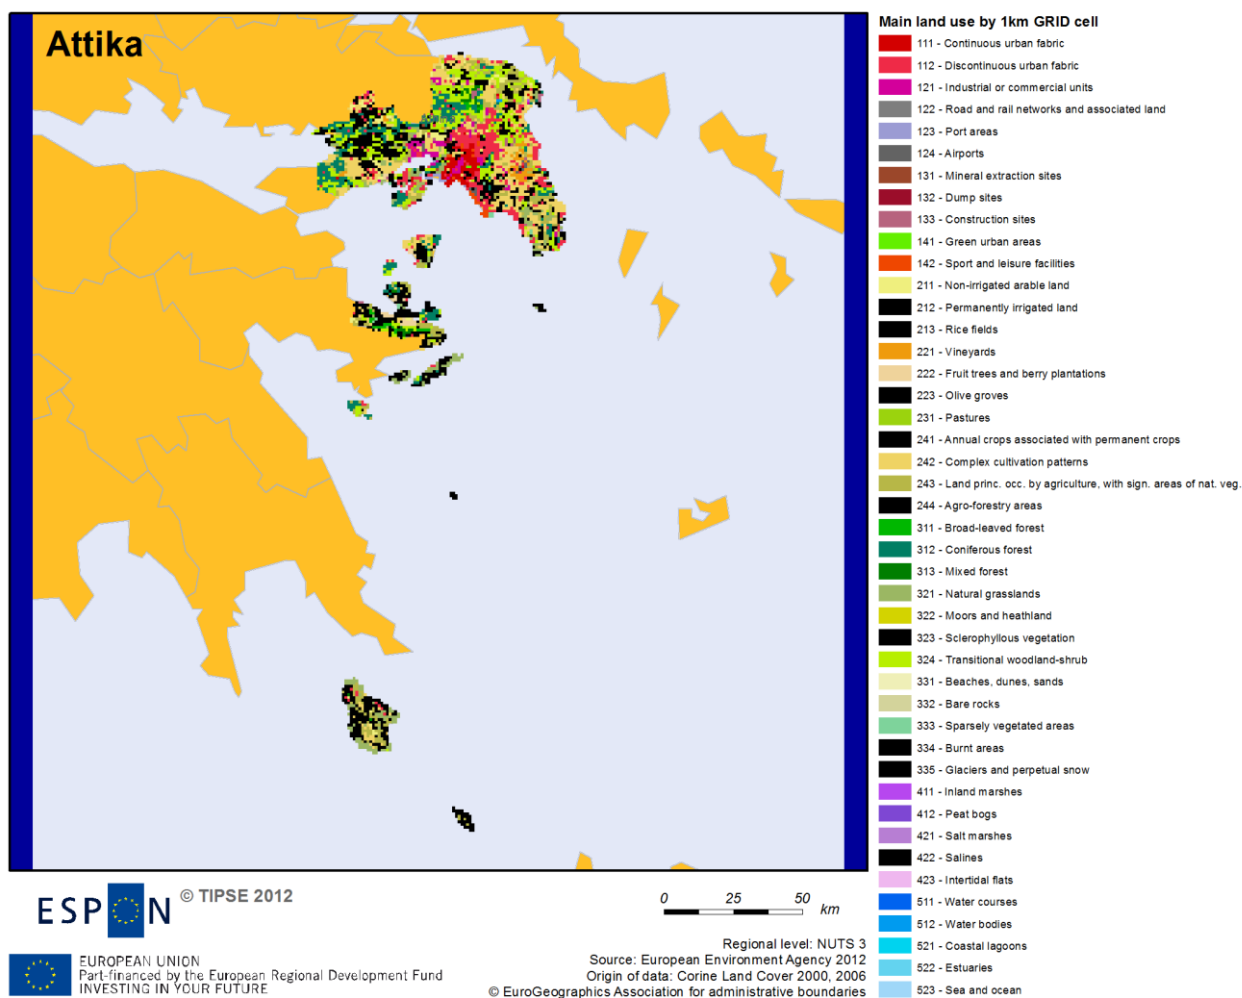 Attika
Main land use by 1km GRID cell
111 - Continuous urban fabric
112 - Discontinuous urban fabric
121 - Industrial or commercial units
122 - Road and rail networks and associated land
123 - Port areas
124 - Airports
131 - Mineral extraction sites
132 - Dump sites
133 - Construction sites
141 - Green urban areas
142 - Sport and leisure facilities
211 - Non-irrigated arable land
212 - Permanently irrigated land
213 - Rice fields
221 - Vineyards
222 - Fruit trees and berry plantations
223 - Olive groves
231 - Pastures
241 - Annual crops associated with permanent crops
242 - Complex cultivation patterns
243 - Land princ. occ. by agriculture, with sign. areas of nat. veg.
244 - Agro-forestry areas
311 - Broad-leaved forest
312 - Coniferous forest
313 - Mixed forest
321 - Natural grasslands
322 - Moors and heathland
323 - Sclerophyllous vegetation
324 - Transitional woodland-shrub
331 - Beaches, dunes, sands
332 - Bare rocks
333 - Sparsely vegetated areas
334 - Burnt areas
335 - Glaciers and perpetual snow
411 - Inland marshes
412 - Peat bogs
421 - Salt marshes
422 - Salines
423 - Intertidal flats
511 - Water courses
512 - Water bodies
521 - Coastal lagoons
522 - Estuaries
523 - Sea and ocean
ESPON © TIPSE 2012
0 25 50
km
EUROPEAN UNION
Part-financed by the European Regional Development Fund
INVESTING IN YOUR FUTURE
Regional level: NUTS 3
Source: European Environment Agency 2012
Origin of data: Corine Land Cover 2000, 2006
© EuroGeographics Association for administrative boundaries